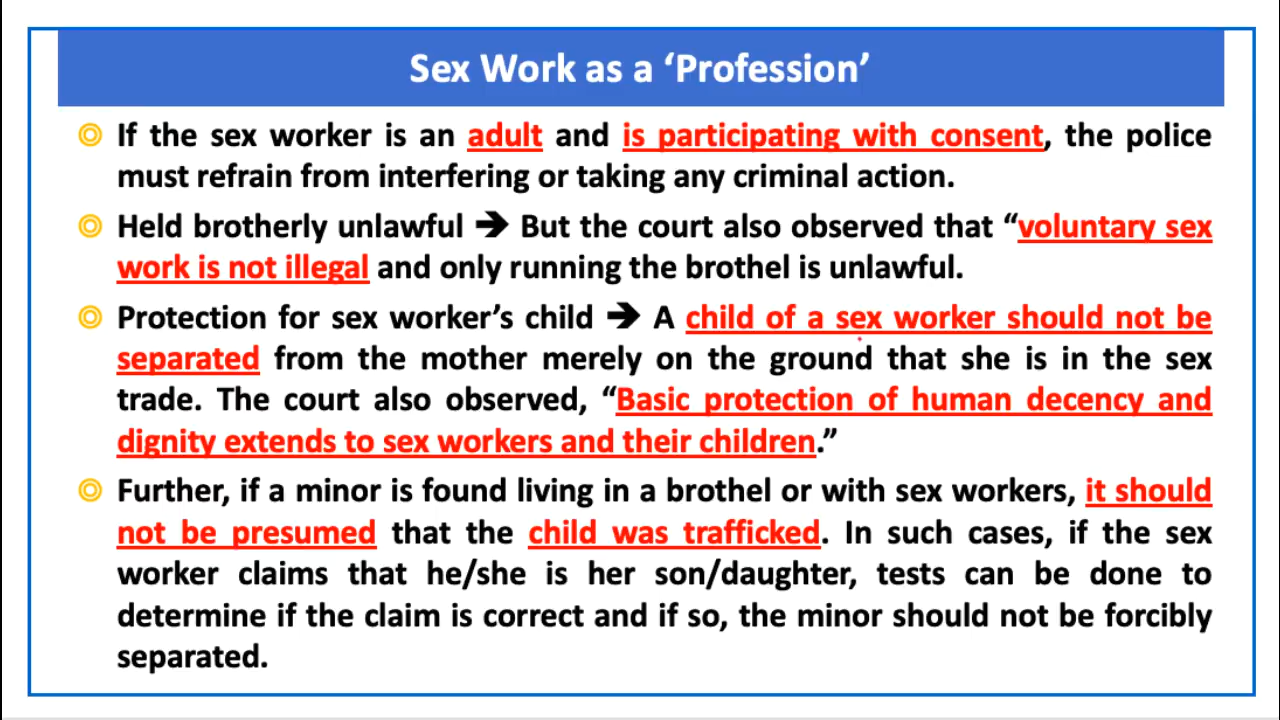 Sex Work as a ‘Profession’
If the sex worker is an adult and is participating with consent, the police
must refrain from interfering or taking any criminal action.
Held brotherly unlawful ➔ But the court also observed that “voluntary sex
work is not illegal and only running the brothel is unlawful.
Protection for sex worker’s child ➔ A child of a sex worker should not be
separated from the mother merely on the ground that she is in the sex
trade. The court also observed, “Basic protection of human decency and
dignity extends to sex workers and their children.”
Further, if a minor is found living in a brothel or with sex workers, it should
not be presumed that the child was trafficked. In such cases, if the sex
worker claims that he/she is her son/daughter, tests can be done to
determine if the claim is correct and if so, the minor should not be forcibly
separated.